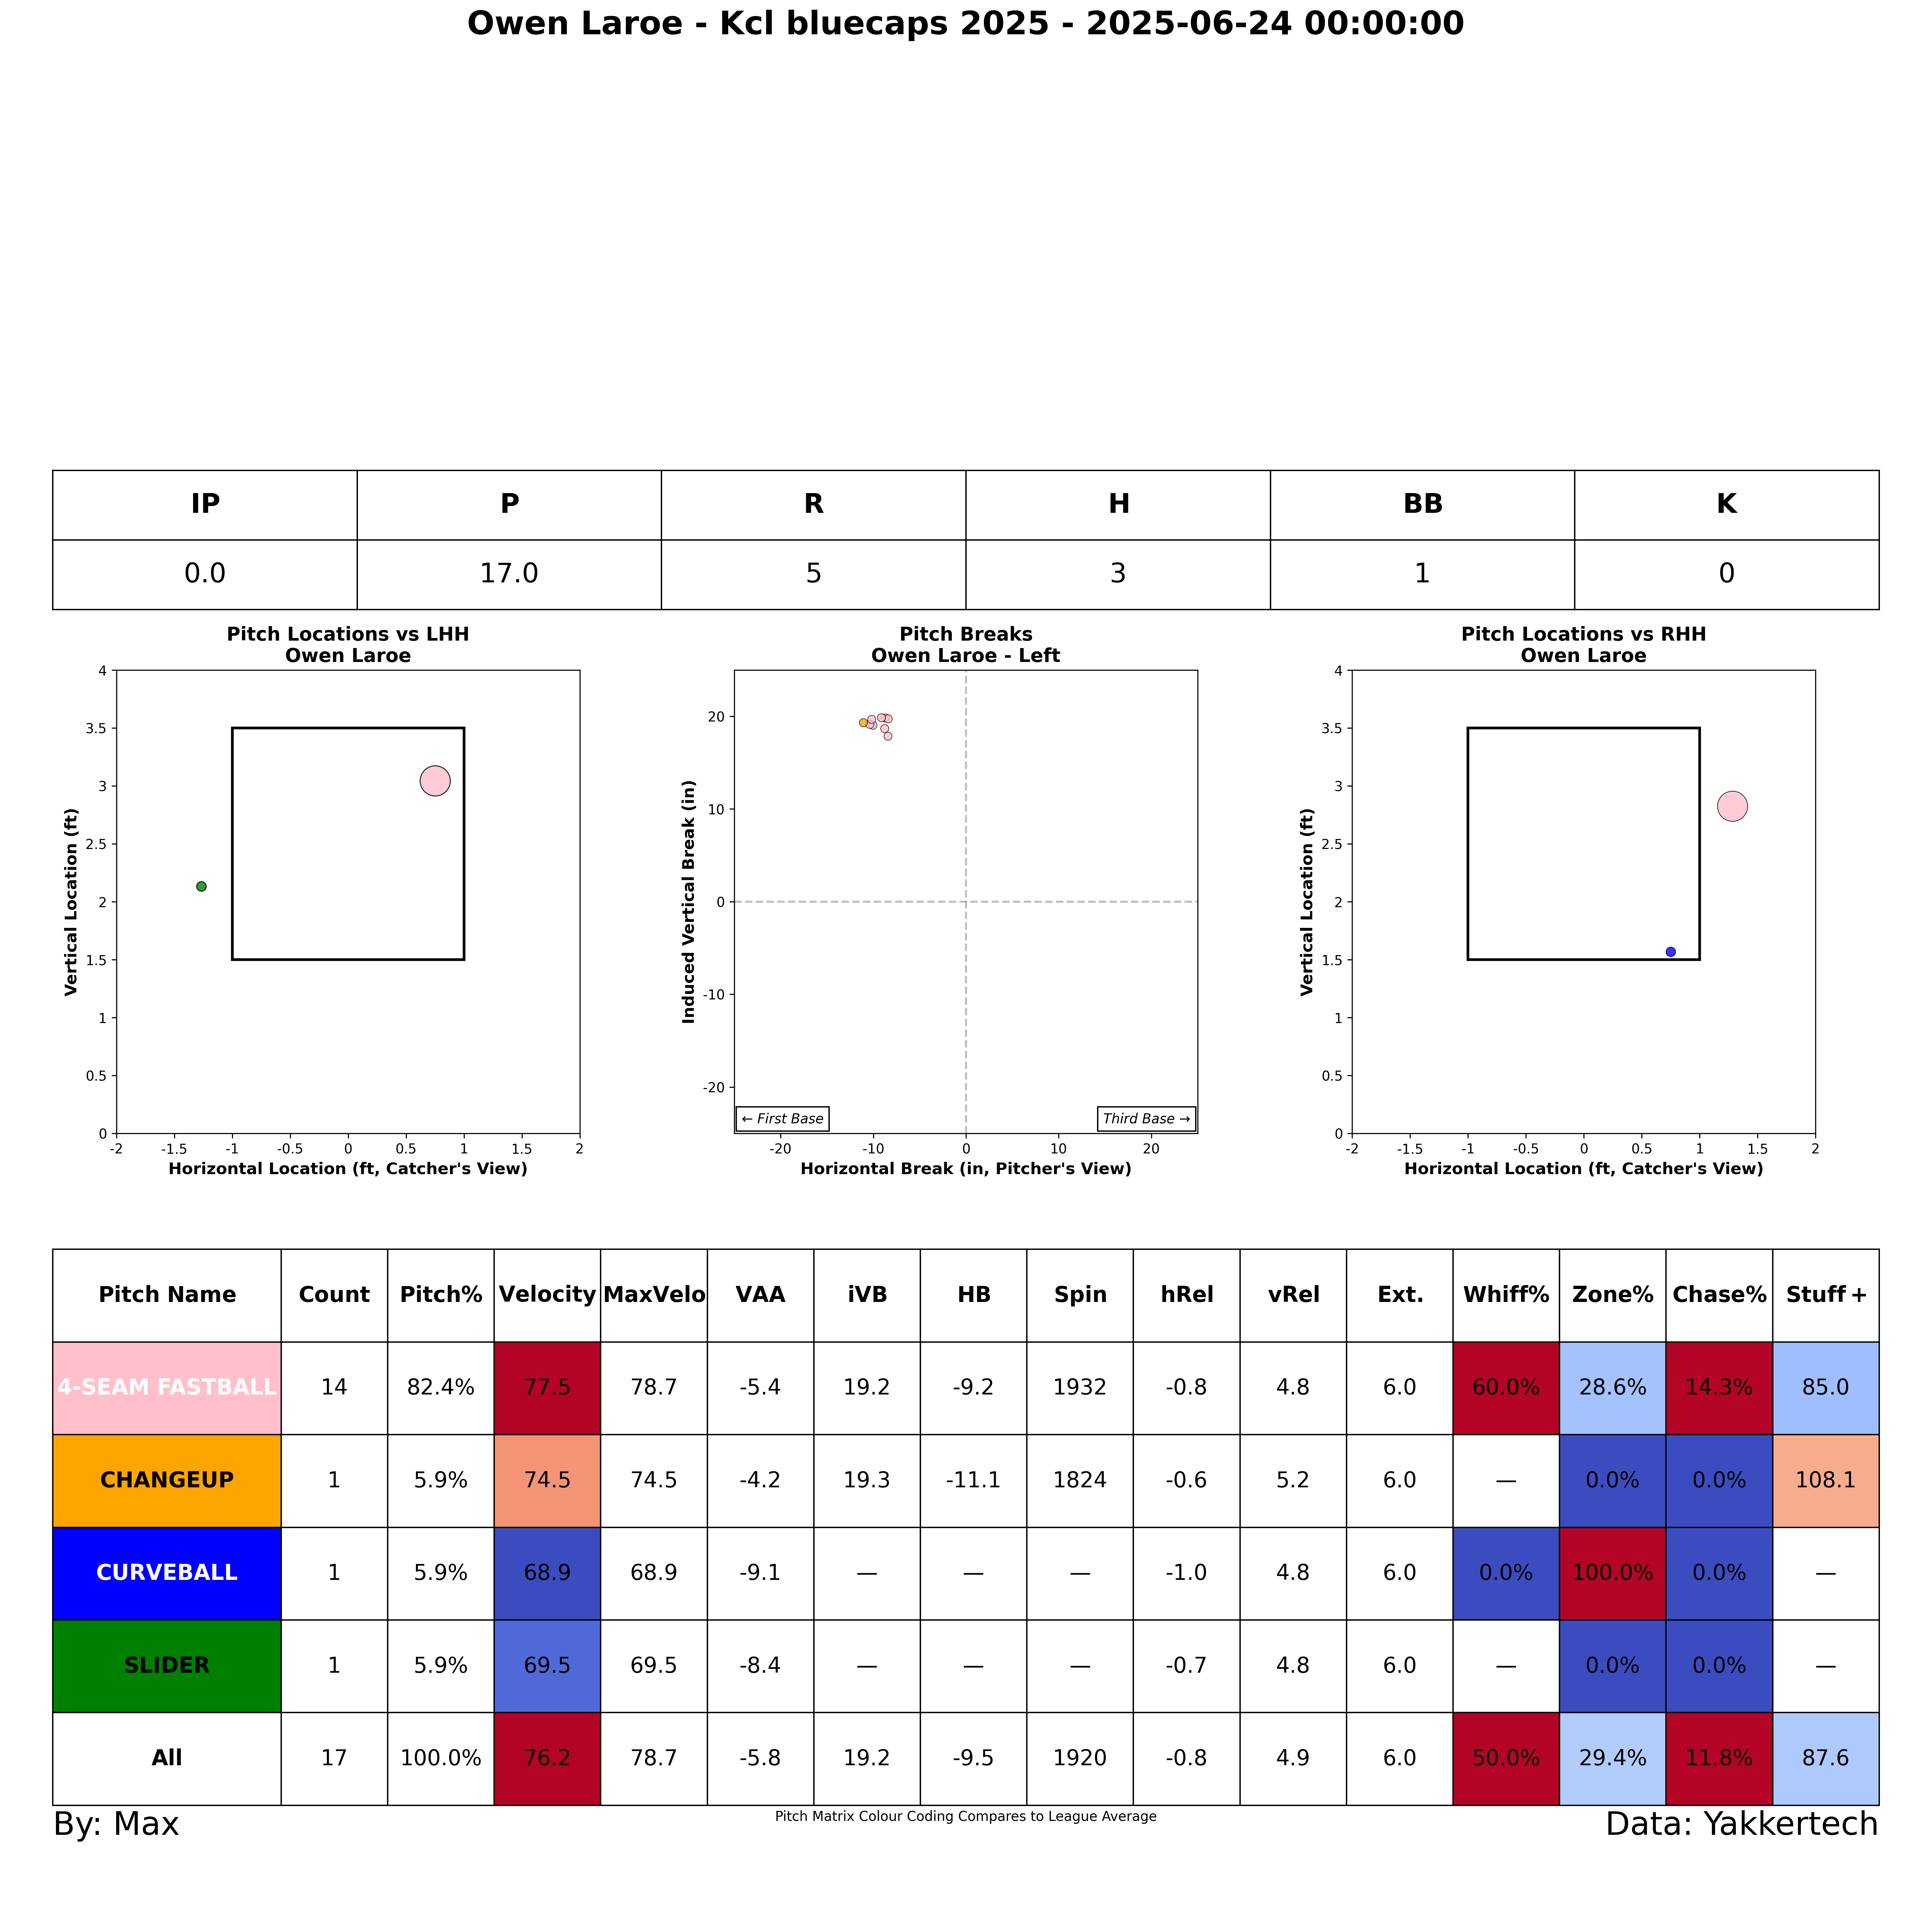 Owen Laroe - Kcl bluecaps 2025 - 2025-06-24 00:00:00
IP P R H BB K
0.0 17.0 5 3 1 0
Pitch Locations vs LHH
Owen Laroe
4
3.5
3
2.5
2
1.5
1
0.5
0
Vertical Location (ft)
-2 -1.5 -1 -0.5 0 0.5 1 1.5 2
Horizontal Location (ft, Catcher's View)
Pitch Breaks
Owen Laroe - Left
20
10
0
-10
-20
Induced Vertical Break (in)
← First Base Third Base →
-20 -10 0 10 20
Horizontal Break (in, Pitcher's View)
Pitch Locations vs RHH
Owen Laroe
4
3.5
3
2.5
2
1.5
1
0.5
0
Vertical Location (ft)
-2 -1.5 -1 -0.5 0 0.5 1 1.5 2
Horizontal Location (ft, Catcher's View)
Pitch Name Count Pitch% Velocity MaxVelo VAA iVB HB Spin hRel vRel Ext. Whiff% Zone% Chase% Stuff+
4-SEAM FASTBALL 14 82.4% 77.5 78.7 -5.4 19.2 -9.2 1932 -0.8 4.8 6.0 60.0% 28.6% 14.3% 85.0
CHANGEUP 1 5.9% 74.5 74.5 -4.2 19.3 -11.1 1824 -0.6 5.2 6.0 — 0.0% 0.0% 108.1
CURVEBALL 1 5.9% 68.9 68.9 -9.1 — — — -1.0 4.8 6.0 0.0% 100.0% 0.0% —
SLIDER 1 5.9% 69.5 69.5 -8.4 — — — -0.7 4.8 6.0 — 0.0% 0.0% —
All 17 100.0% 76.2 78.7 -5.8 19.2 -9.5 1920 -0.8 4.9 6.0 50.0% 29.4% 11.8% 87.6
By: Max
Pitch Matrix Colour Coding Compares to League Average
Data: Yakkertech